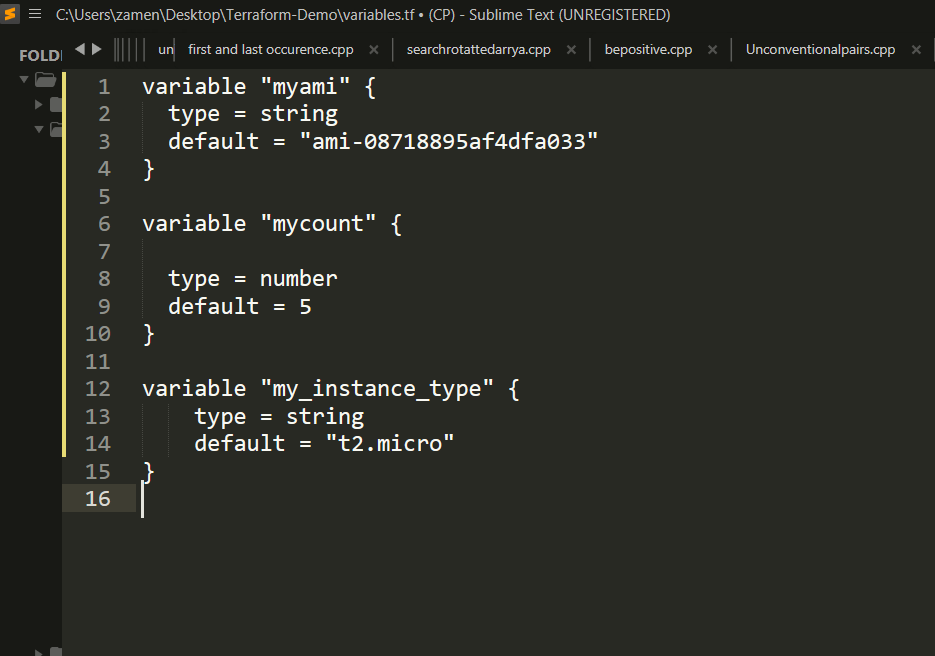 C:\Users\zamen\Desktop\Terraform-Demo\variables.tf • (CP) - Sublime Text (UNREGISTERED)
FOLD
un first and last occurence.cpp × searchrotattedarrya.cpp × bepositive.cpp × Unconventionalpairs.cpp ×
1 variable "myami" {
2 type = string
3 default = "ami-08718895af4dfa033"
4 }
5
6 variable "mycount" {
7
8 type = number
9 default = 5
10 }
11
12 variable "my_instance_type" {
13 type = string
14 default = "t2.micro"
15 }
16